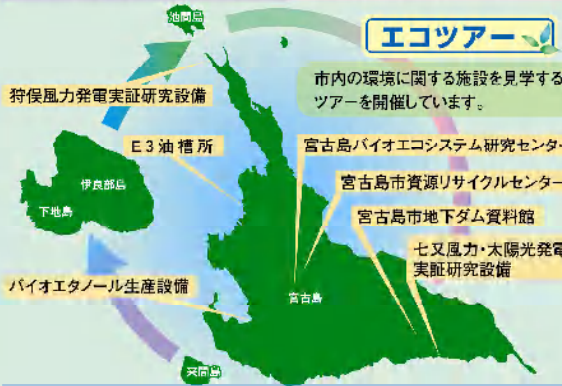 池間島
エコツアー
市内の環境に関する施設を見学する
ツアーを開催しています。
狩俣風力発電実証研究設備
E3油槽所
宮古島バイオエコシステム研究センター
宮古島市資源リサイクルセンター
伊良部島
下地島
宮古島市地下ダム資料館
七又風力・太陽光発電
実証研究設備
バイオエタノール生産設備
宮古島
来間島